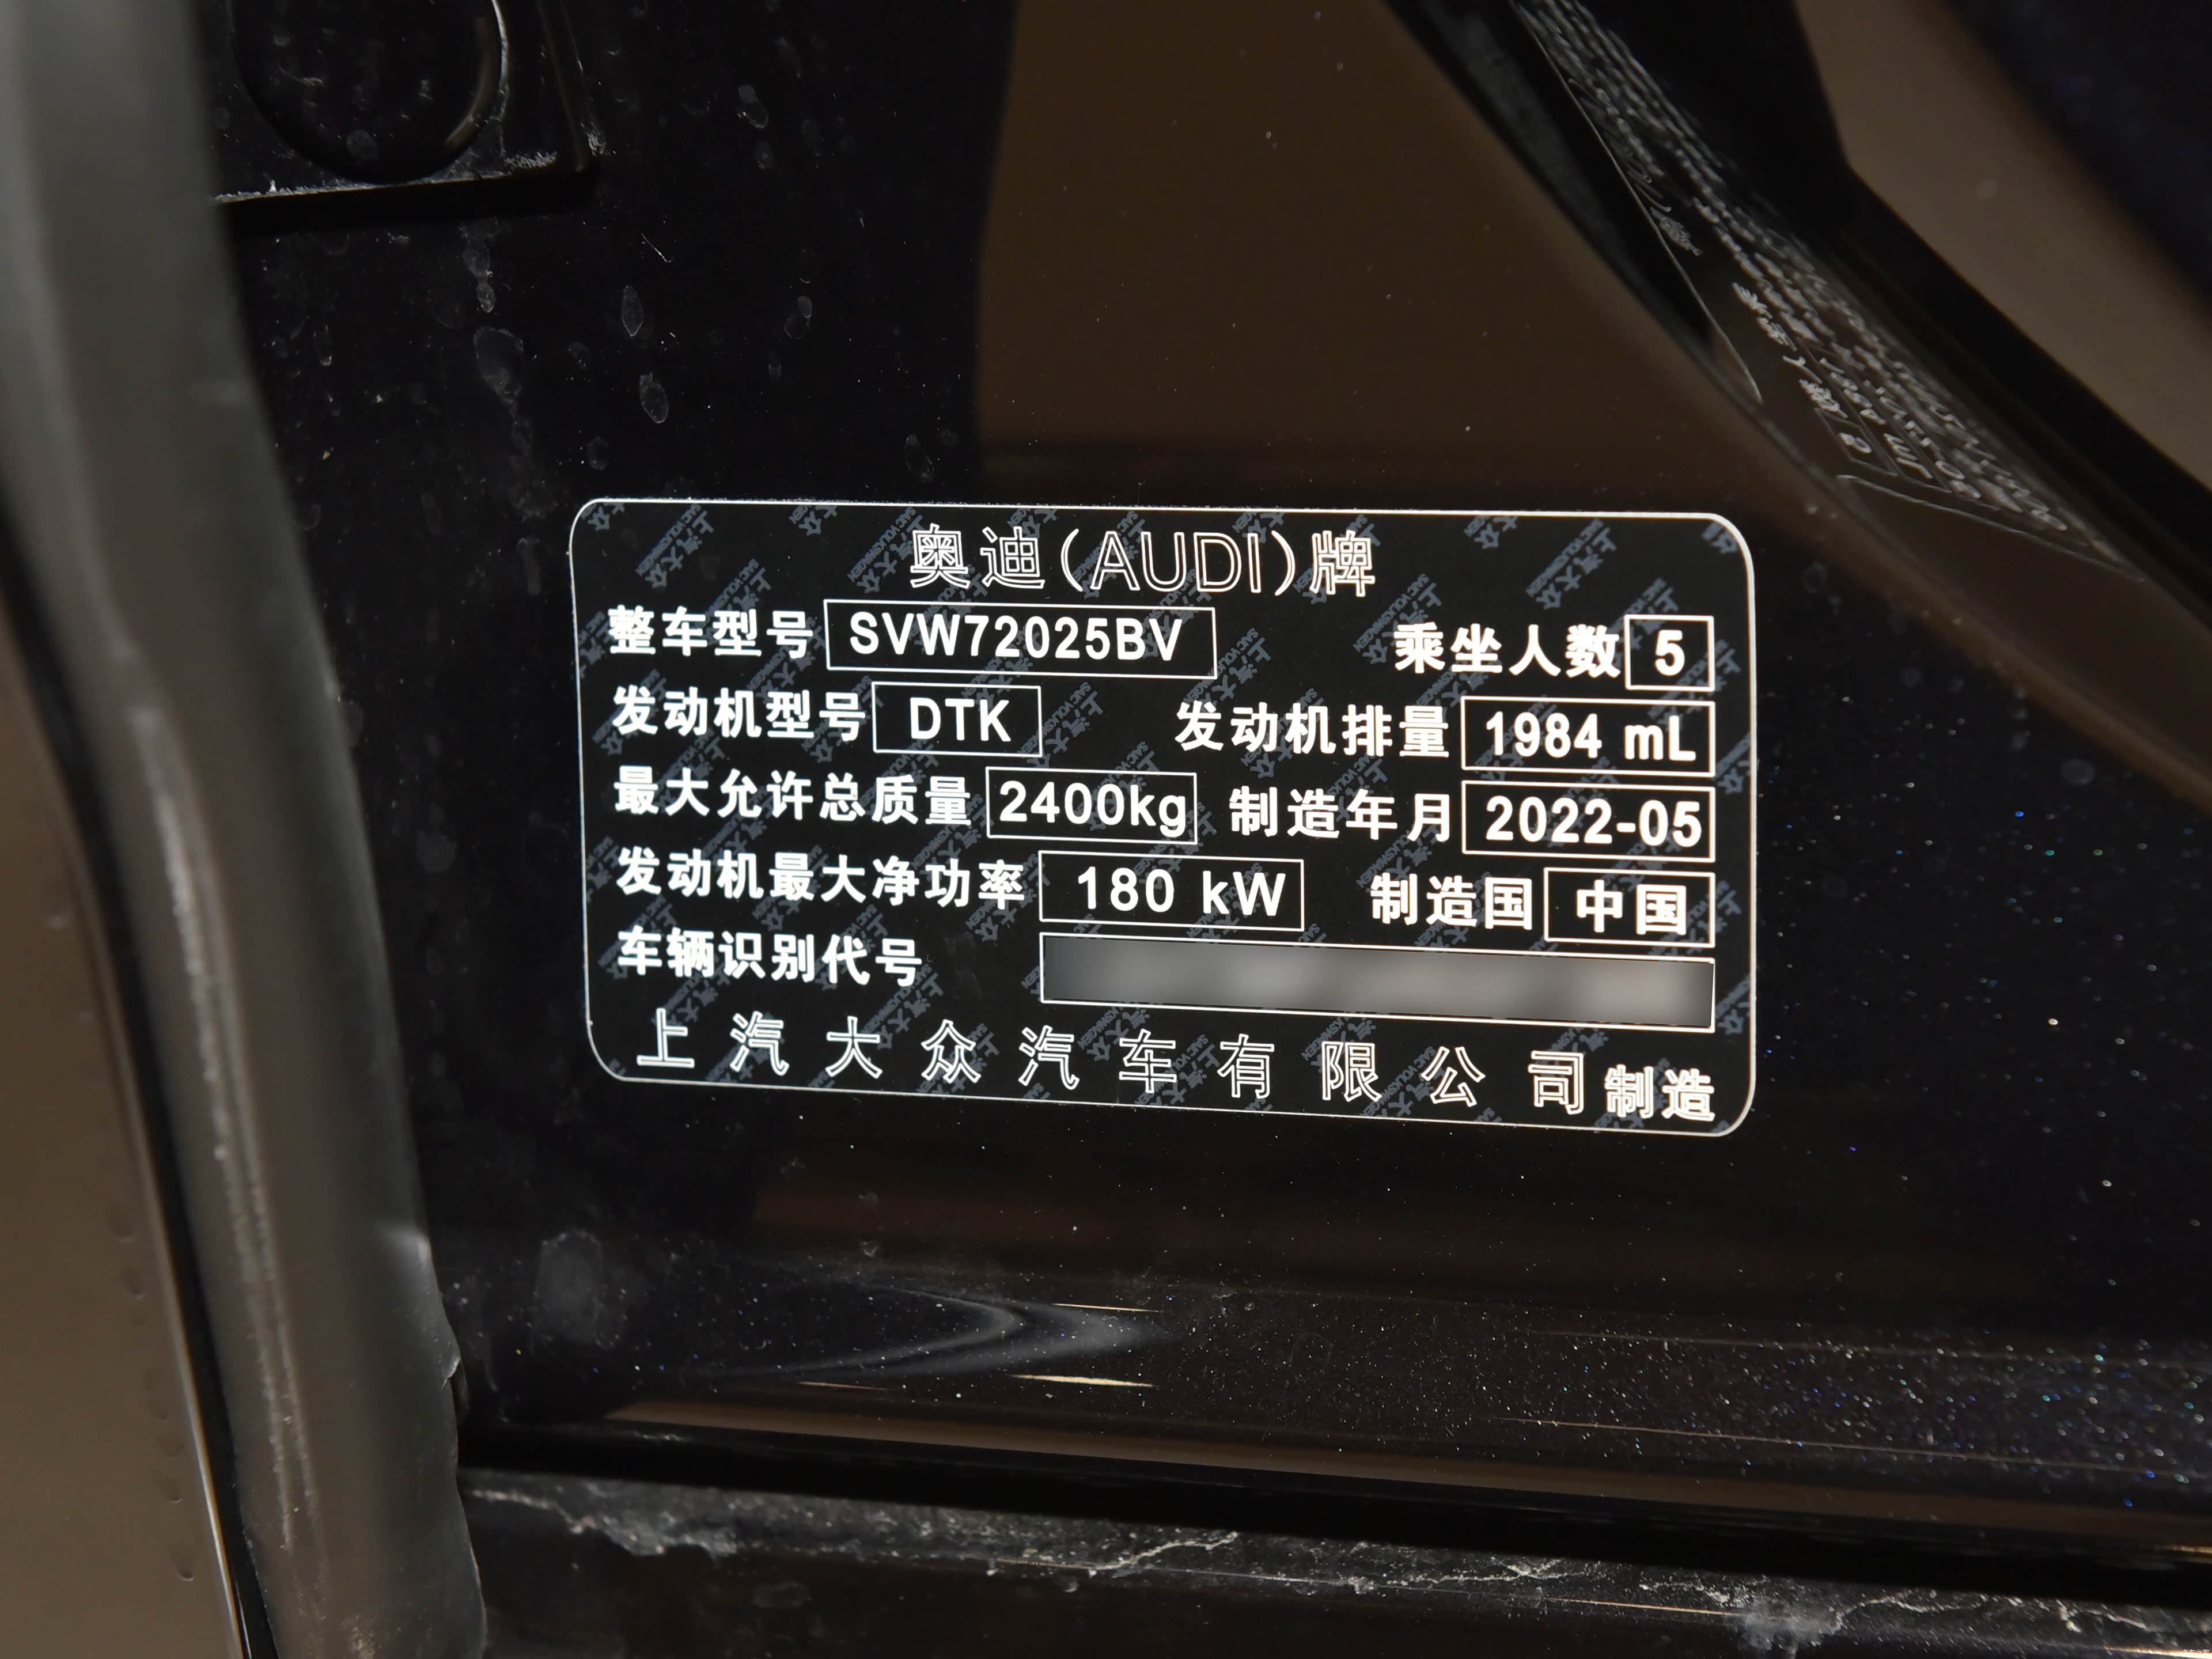 奥迪(AUDI)牌
整车型号 SVW72025BV 乘坐人数 5
发动机型号 DTK 发动机排量 1984 mL
最大允许总质量 2400kg 制造年月 2022-05
发动机最大净功率 180 kW 制造国 中国
车辆识别代号
上汽大众汽车有限公司制造